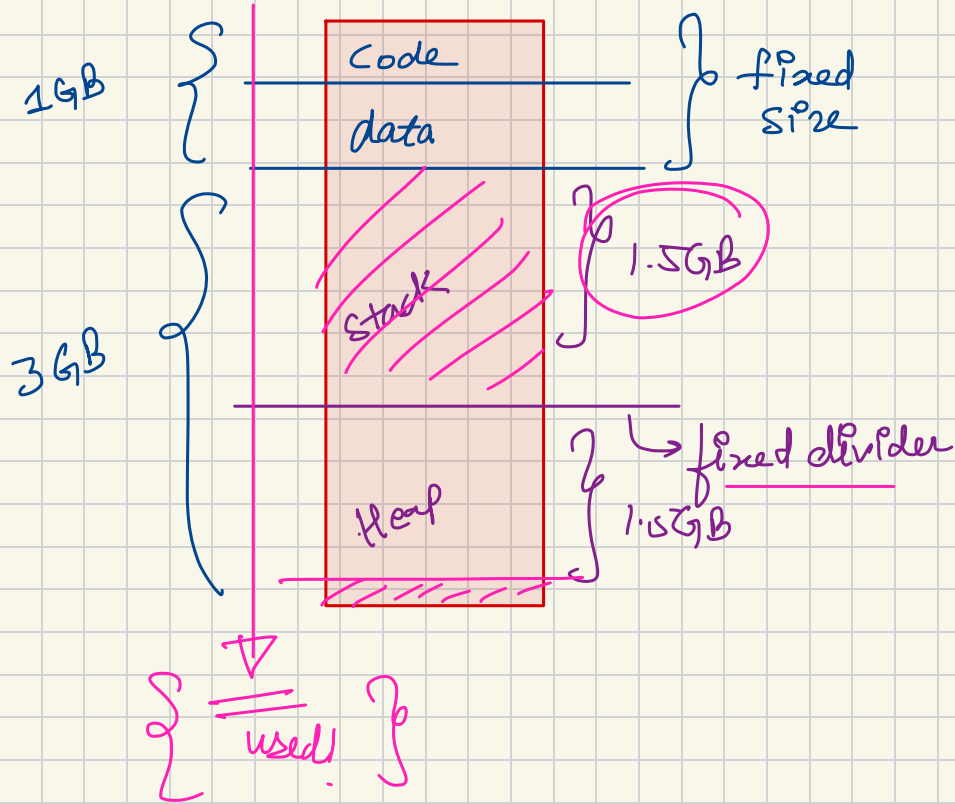 Code
1GB
fixed
size
data
1.5GB
Stack
3GB
fixed divider
Heap
1.5GB
used!